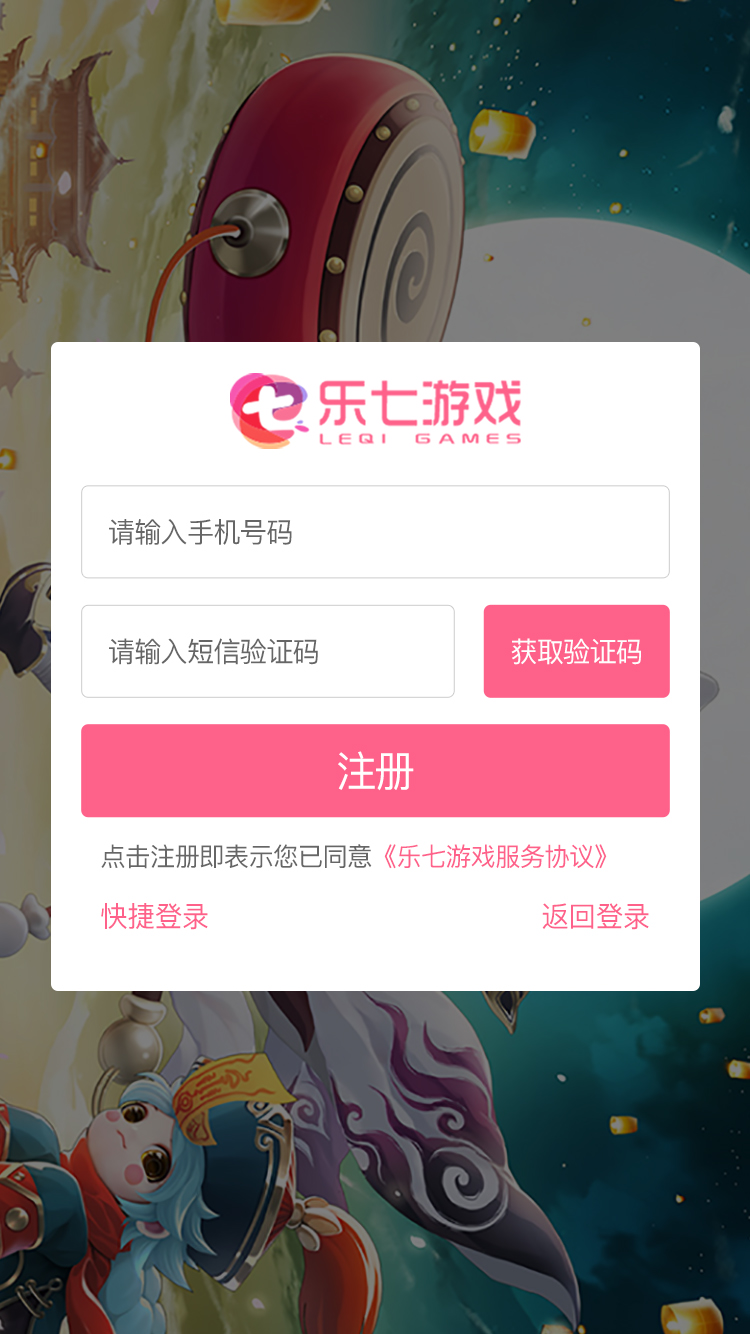 乐七游戏
LEQI GAMES
请输入手机号码
请输入短信验证码
获取验证码
注册
点击注册即表示您已同意《乐七游戏服务协议》
快捷登录
返回登录